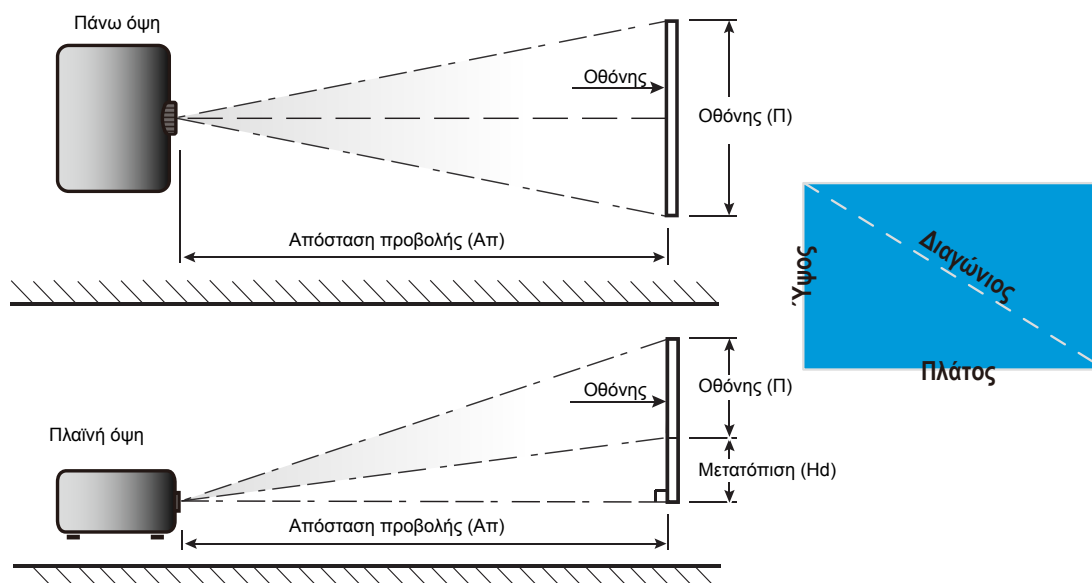 Πάνω όψη
Οθόνης
Οθόνης (Π)
Απόσταση προβολής (Απ)
Ύψος
Διαγώνιος
Πλάτος
Πλαϊνή όψη
Οθόνης
Οθόνης (Π)
Μετατόπιση (Hd)
Απόσταση προβολής (Απ)